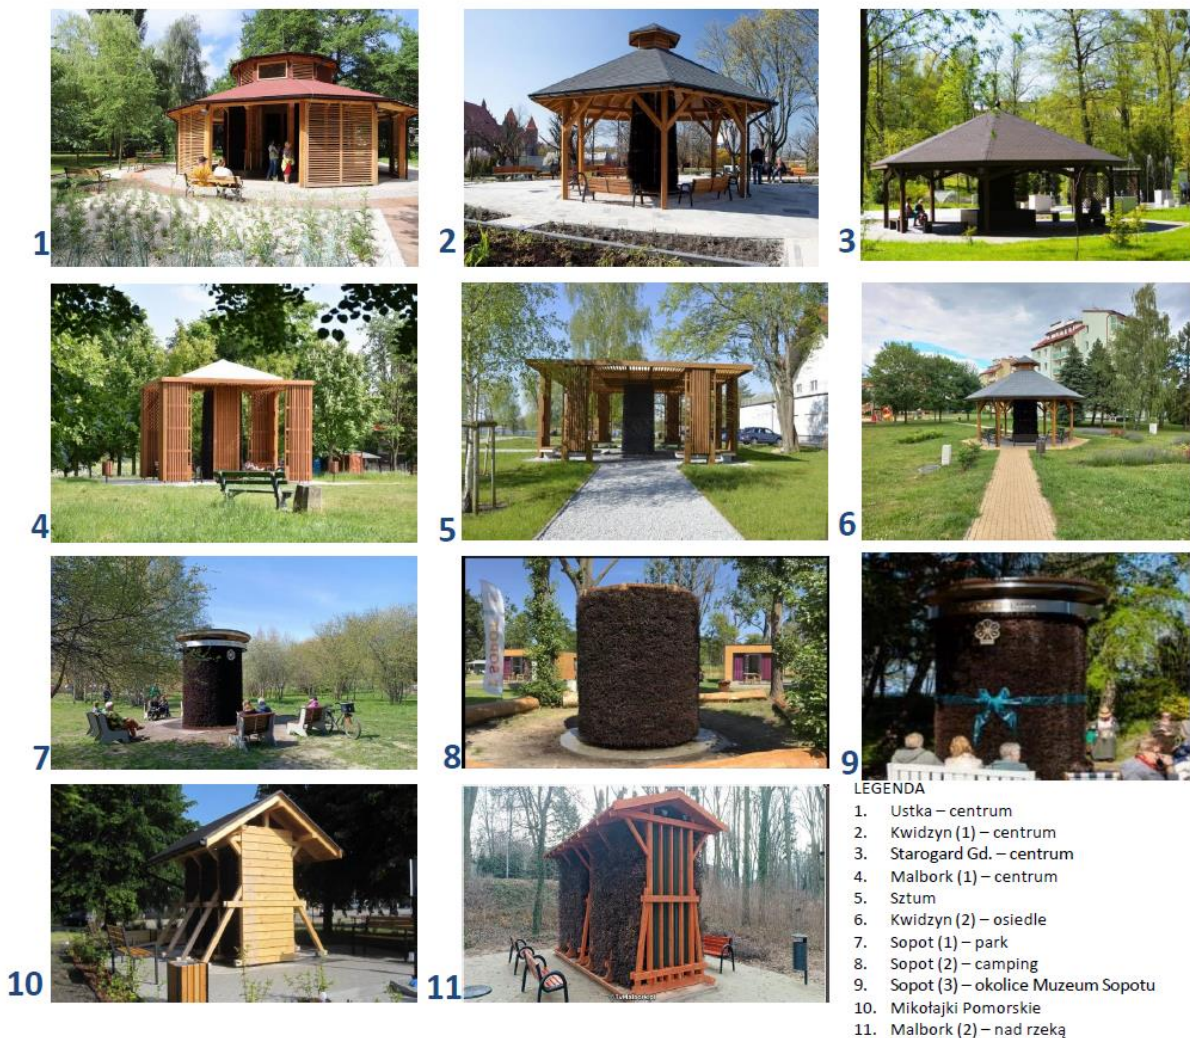 1
2
3
4
5
6
7
8
9
10
11
© TvMalbork.pl
LEGENDA
1. Ustka – centrum
2. Kwidzyn (1) – centrum
3. Starogard Gd. – centrum
4. Malbork (1) – centrum
5. Sztum
6. Kwidzyn (2) – osiedle
7. Sopot (1) – park
8. Sopot (2) – camping
9. Sopot (3) – okolice Muzeum Sopotu
10. Mikołajki Pomorskie
11. Malbork (2) – nad rzeką